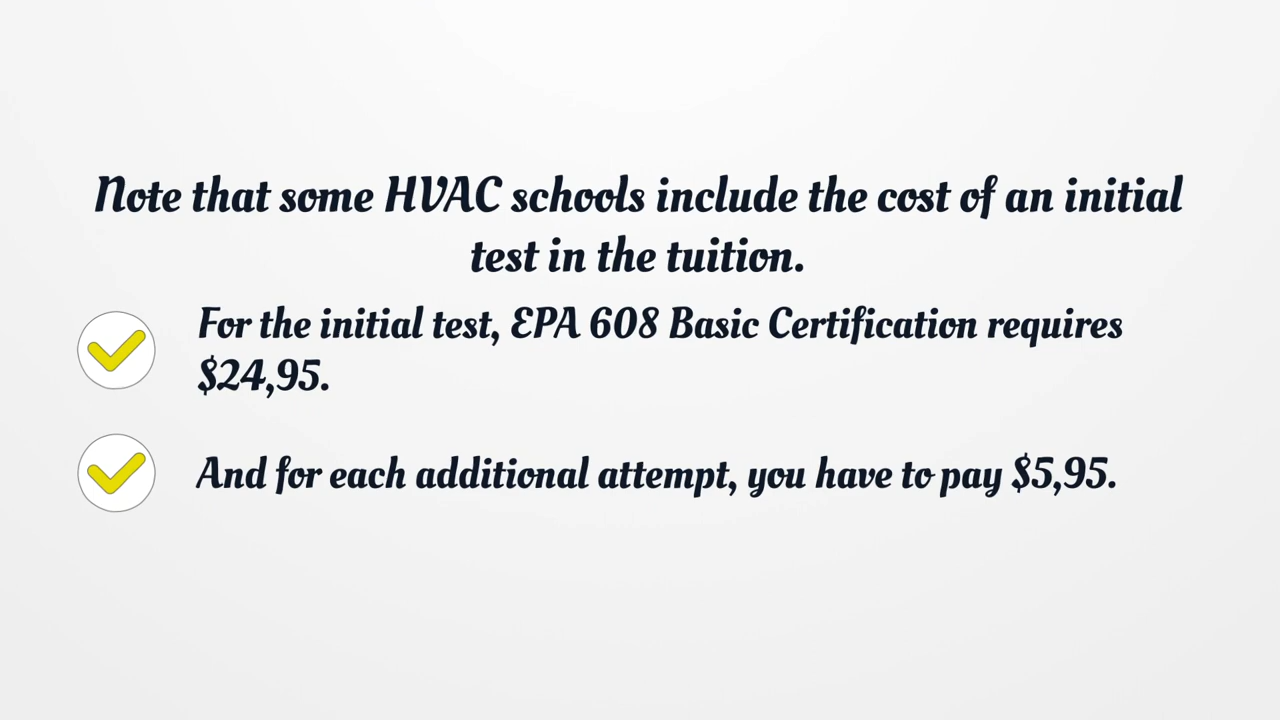 Note that some HVAC schools include the cost of an initial
test in the tuition.
For the initial test, EPA 608 Basic Certification requires
$24,95.
And for each additional attempt, you have to pay $5,95.